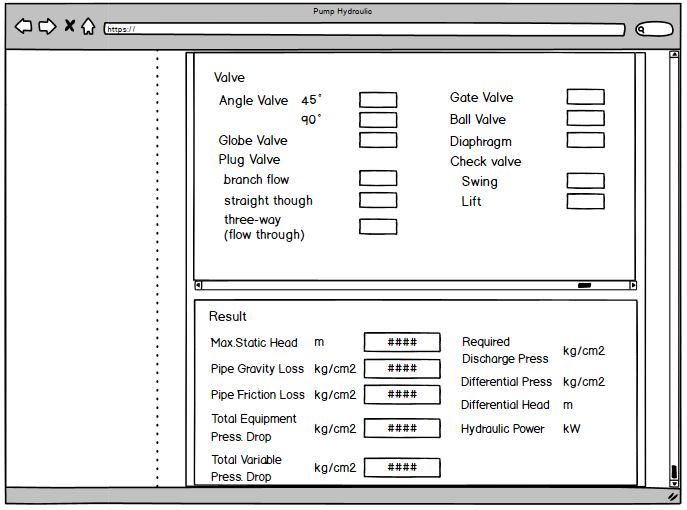 Pump Hydraulic
https://
Valve
Angle Valve 45°
90°
Globe Valve
Plug Valve
branch flow
straight though
three-way
(flow through)
Gate Valve
Ball Valve
Diaphragm
Check valve
Swing
Lift
Result
Max.Static Head m ####
Pipe Gravity Loss kg/cm2 ####
Pipe Friction Loss kg/cm2 ####
Total Equipment
Press. Drop kg/cm2 ####
Total Variable
Press. Drop kg/cm2 ####
Required
Discharge Press kg/cm2
Differential Press kg/cm2
Differential Head m
Hydraulic Power kW